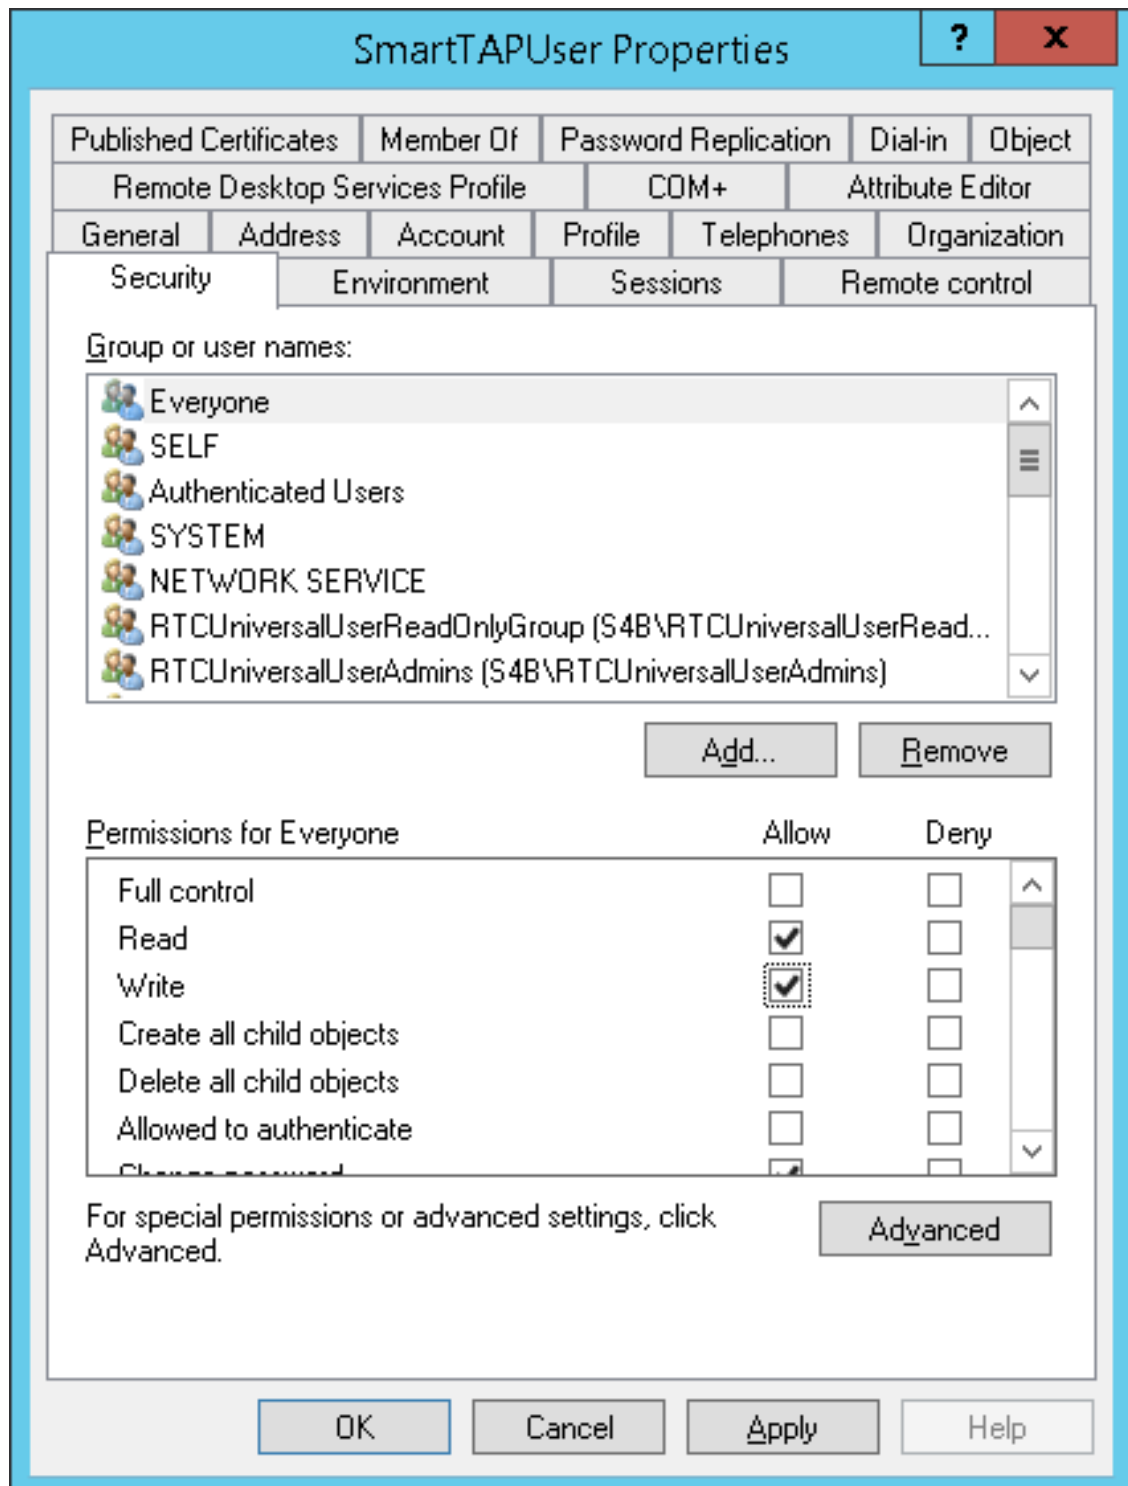 SmartTAPUser Properties
?
x
Published Certificates Member Of Password Replication Dial-in Object
Remote Desktop Services Profile COM+ Attribute Editor
General Address Account Profile Telephones Organization
Security Environment Sessions Remote control
Group or user names:
Everyone
SELF
Authenticated Users
SYSTEM
NETWORK SERVICE
RTCUniversalUserReadOnlyGroup (S4B\RTCUniversalUserRead...
RTCUniversalUserAdmins (S4B\RTCUniversalUserAdmins)
Add... Remove
Permissions for Everyone Allow Deny
Full control
Read
Write
Create all child objects
Delete all child objects
Allowed to authenticate
Change password
For special permissions or advanced settings, click
Advanced.
Advanced
OK Cancel Apply Help